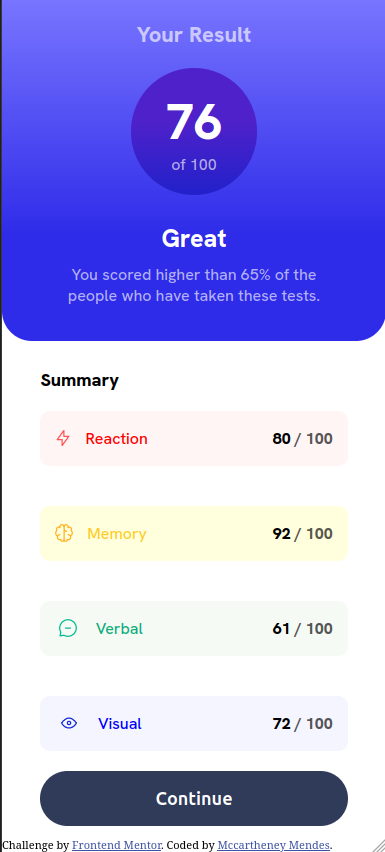 Your Result
76
of 100
Great
You scored higher than 65% of the
people who have taken these tests.
Summary
Reaction 80 / 100
Memory 92 / 100
Verbal 61 / 100
Visual 72 / 100
Continue
Challenge by Frontend Mentor. Coded by Mccartheney Mendes.